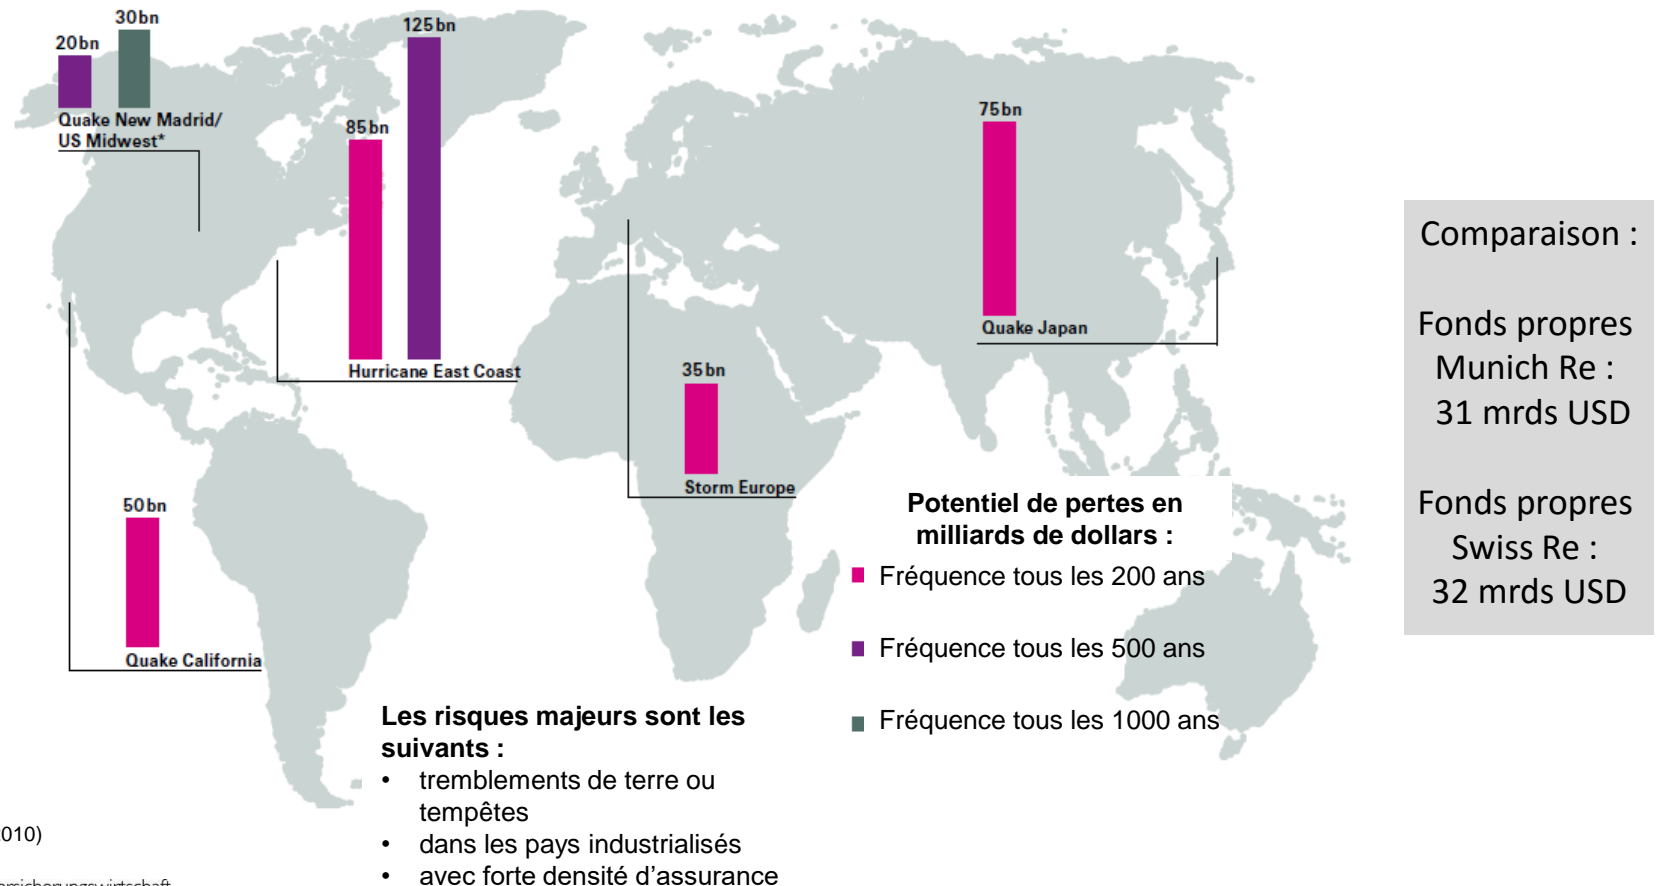 30bn
20bn
Quake New Madrid/
US Midwest*
125bn
85bn
Hurricane East Coast
75bn
Quake Japan
35bn
Storm Europe
50bn
Quake California
Potentiel de pertes en
milliards de dollars :
Fréquence tous les 200 ans
Fréquence tous les 500 ans
Fréquence tous les 1000 ans
Les risques majeurs sont les
suivants :
• tremblements de terre ou
tempêtes
• dans les pays industrialisés
• avec forte densité d'assurance
Comparaison :
Fonds propres
Munich Re :
31 mrds USD
Fonds propres
Swiss Re :
32 mrds USD
2010)